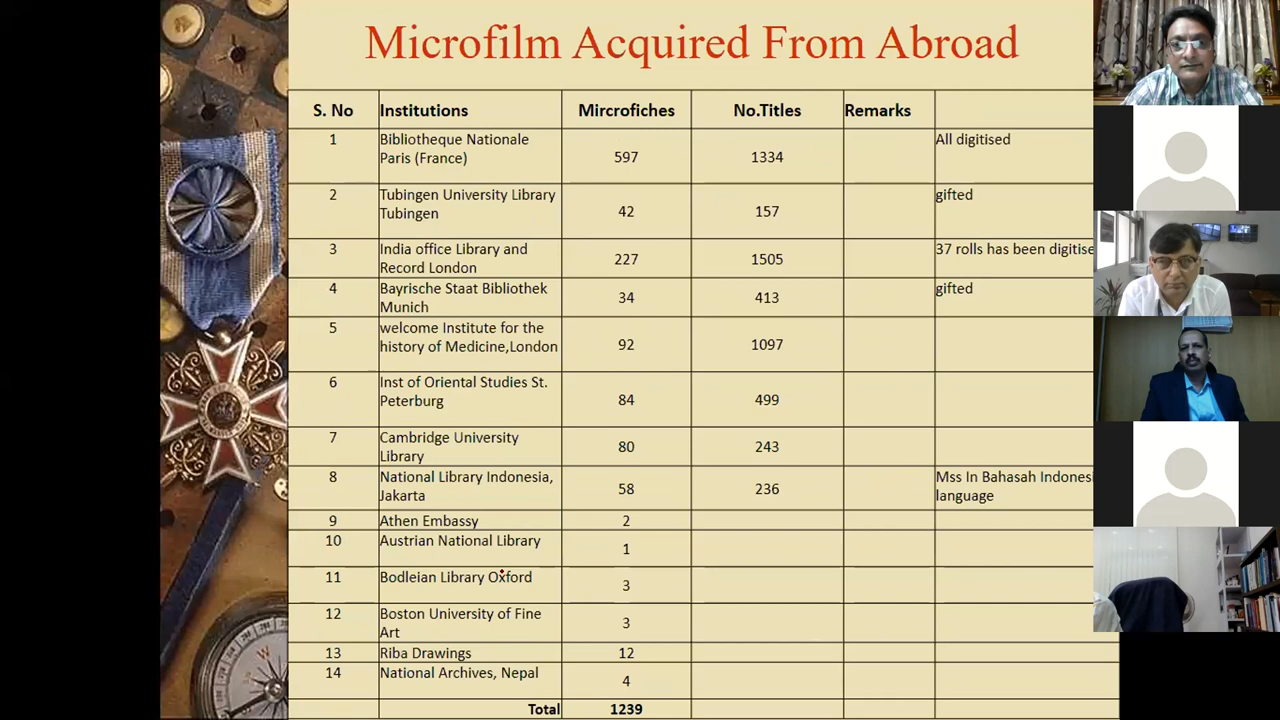 Microfilm Acquired From Abroad
S. No Institutions Mircrofiches No.Titles Remarks
1 Bibliotheque Nationale
Paris (France) 597 1334 All digitised
2 Tubingen University Library
Tubingen 42 157 gifted
3 India office Library and
Record London 227 1505 37 rolls has been digitise
4 Bayrische Staat Bibliothek
Munich 34 413 gifted
5 welcome Institute for the
history of Medicine,London 92 1097
6 Inst of Oriental Studies St.
Peterburg 84 499
7 Cambridge University
Library 80 243
8 National Library Indonesia,
Jakarta 58 236 Mss In Bahasah Indonesi
language
9 Athen Embassy 2
10 Austrian National Library 1
11 Bodleian Library Oxford 3
12 Boston University of Fine
Art 3
13 Riba Drawings 12
14 National Archives, Nepal 4
Total 1239